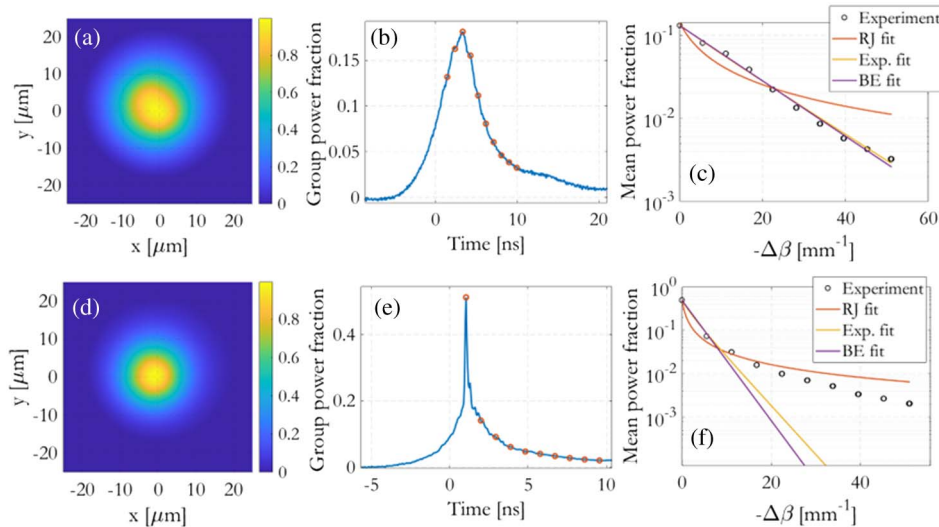 (a)
20
10
0
-10
-20
y [μm]
-20 -10 0 10 20
x [μm]
0.8
0.6
0.4
0.2
0
(b)
0.15
0.1
0.05
0
Group power fraction
0 10 20
Time [ns]
(c)
10-1
10-2
10-3
Mean power fraction
Experiment
RJ fit
Exp. fit
BE fit
0 20 40 60
-Δβ [mm-1]
(d)
20
10
0
-10
-20
y [μm]
-20 -10 0 10 20
x [μm]
0.8
0.6
0.4
0.2
0
(e)
0.4
0.2
0
Group power fraction
-5 0 5 10
Time [ns]
(f)
100
10-1
10-2
10-3
Mean power fraction
Experiment
RJ fit
Exp. fit
BE fit
0 20 40
-Δβ [mm-1]